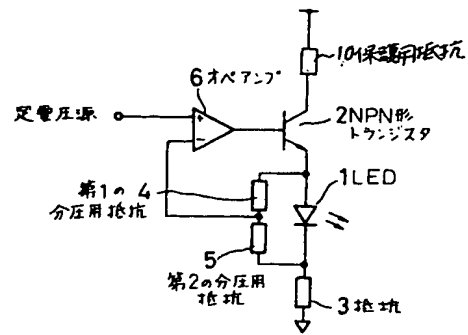 10保護用抵抗
6オペアンプ
定電圧源
+
-
2NPN形
トランジスタ
1LED
第1の 4
分圧用抵抗
5
第2の分圧用
抵抗
3抵抗